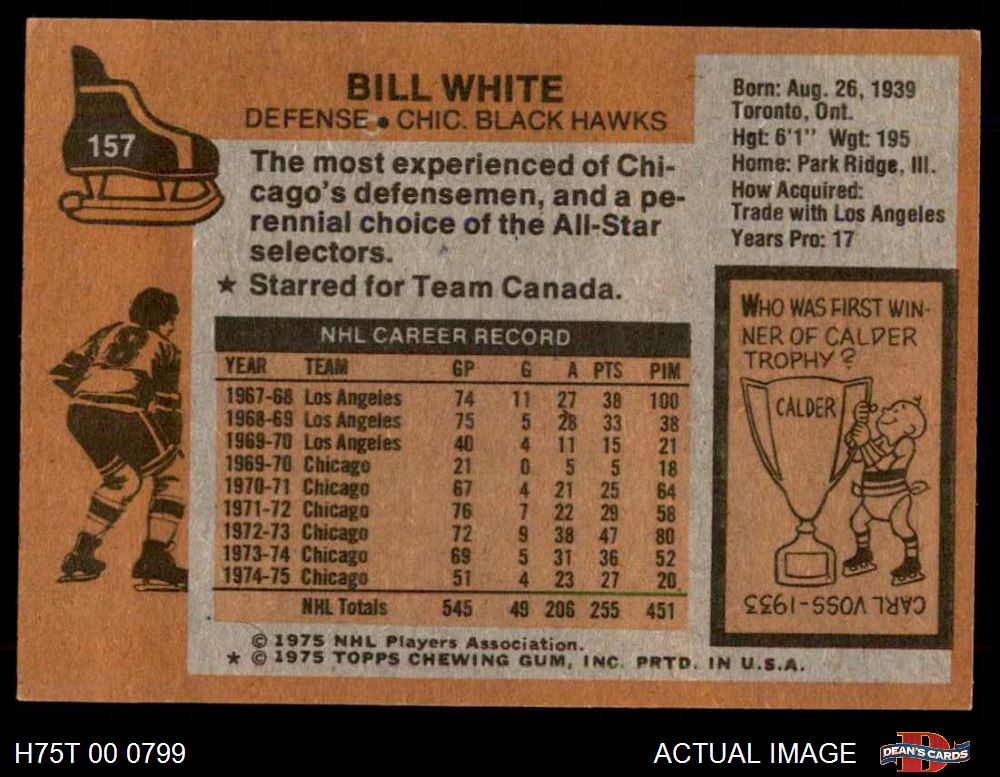 157
BILL WHITE
DEFENSE • CHIC. BLACK HAWKS
The most experienced of Chi-
cago's defensemen, and a pe-
rennial choice of the All-Star
selectors.
★ Starred for Team Canada.
Born: Aug. 26, 1939
Toronto, Ont.
Hgt: 6'1" Wgt: 195
Home: Park Ridge, Ill.
How Acquired:
Trade with Los Angeles
Years Pro: 17
NHL CAREER RECORD
YEAR TEAM GP G A PTS PIM
1967-68 Los Angeles 74 11 27 38 100
1968-69 Los Angeles 75 5 28 33 38
1969-70 Los Angeles 40 4 11 15 21
1969-70 Chicago 21 0 5 5 18
1970-71 Chicago 67 4 21 25 64
1971-72 Chicago 76 7 22 29 58
1972-73 Chicago 72 9 38 47 80
1973-74 Chicago 69 5 31 36 52
1974-75 Chicago 51 4 23 27 20
NHL Totals 545 49 206 255 451
WHO WAS FIRST WIN-
NER OF CALDER
TROPHY?
CALDER
CARL VOSS-1933
© 1975 NHL Players Association.
★ © 1975 TOPPS CHEWING GUM, INC. PRTD. IN U.S.A.
H75T 00 0799
ACTUAL IMAGE
DEAN'S CARDS